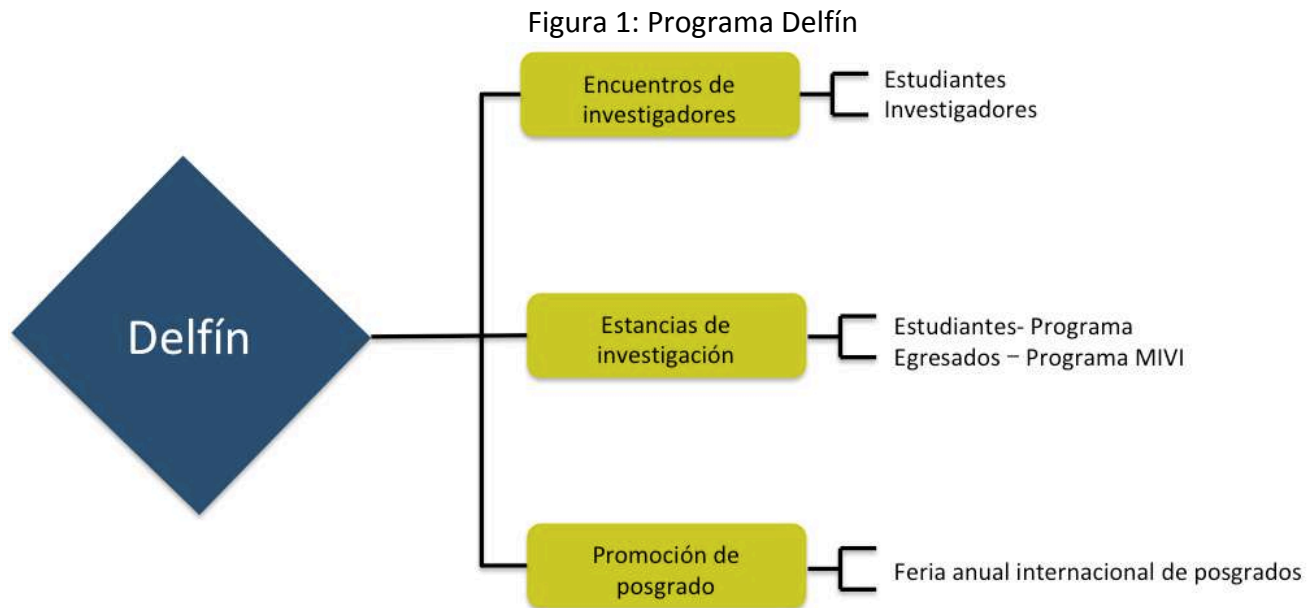 Figura 1: Programa Delfín
Encuentros de
investigadores
Estudiantes
Investigadores
Delfín
Estancias de
investigación
Estudiantes- Programa
Egresados – Programa MIVI
Promoción de
posgrado
Feria anual internacional de posgrados